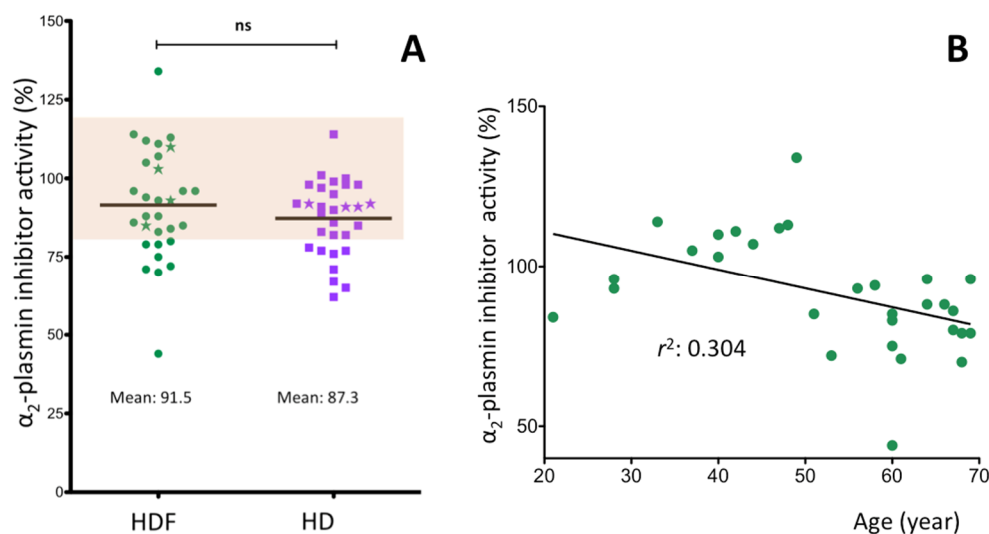 ns
A
α₂-plasmin inhibitor activity (%)
150
125
100
75
50
25
0
Mean: 91.5 Mean: 87.3
HDF HD
B
α₂-plasmin inhibitor activity (%)
150
100
50
r²: 0.304
20 30 40 50 60 70
Age (year)